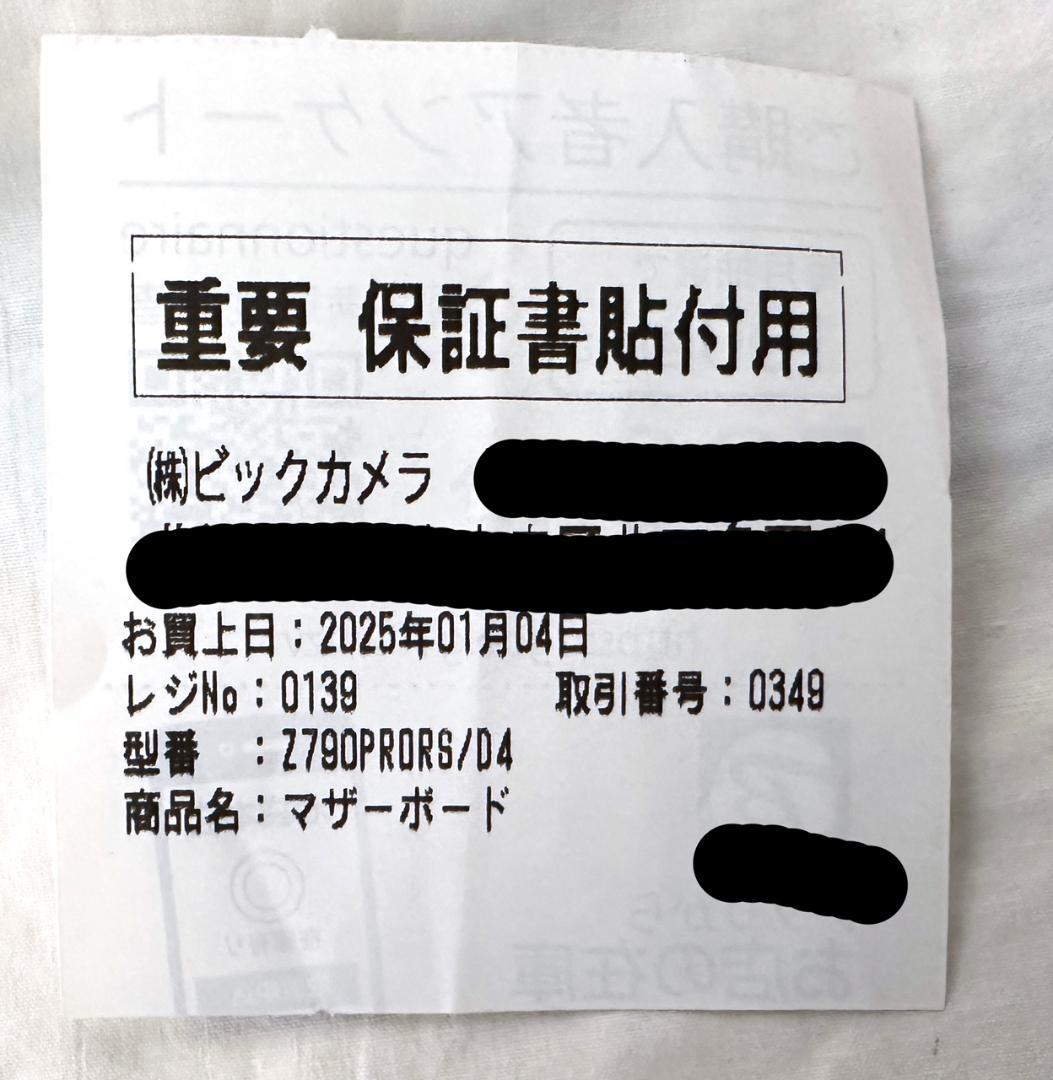 重要 保証書貼付用
㈱ビックカメラ
お買上日：2025年01月04日
レジNo：0139 取引番号：0349
型番 ：Z790PRORS/D4
商品名：マザーボード